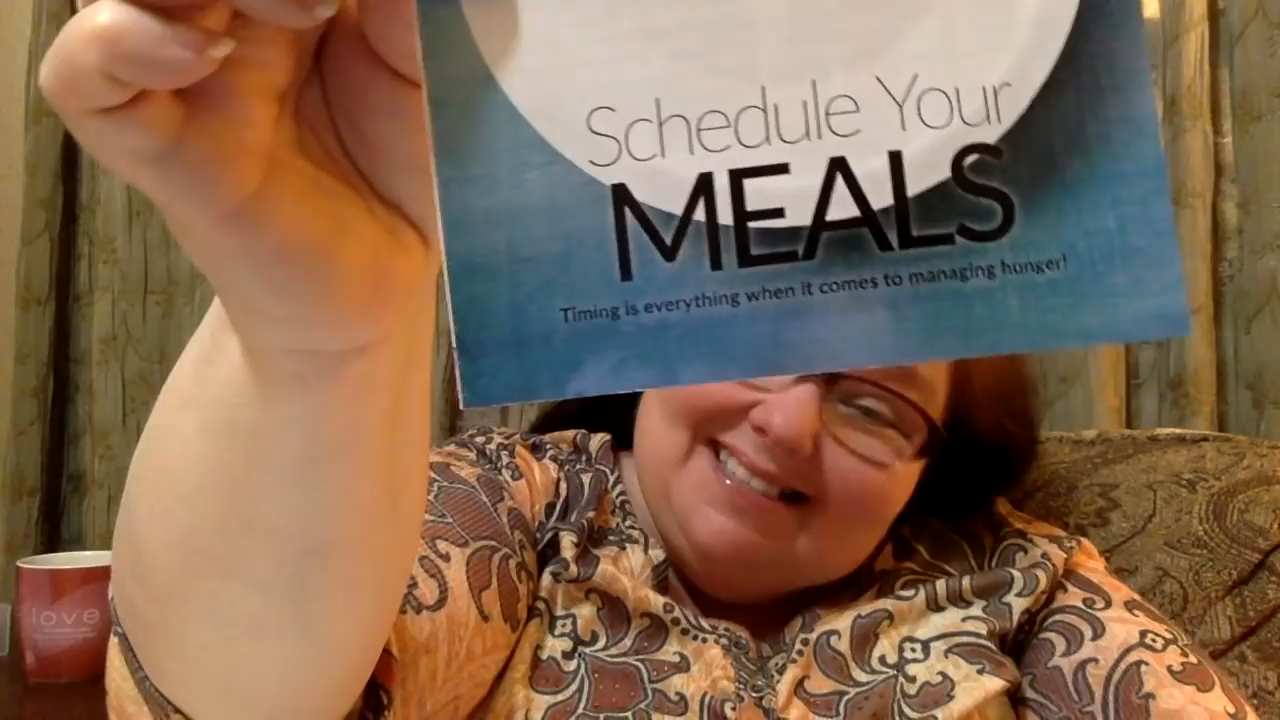 Schedule Your
MEALS
Timing is everything when it comes to managing hunger!
love